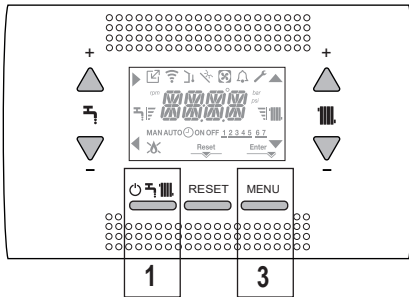 + +
rpm bar
psi
MAN AUTO ON OFF 1 2 3 4 5 6 7
Reset Enter
− −
RESET MENU
1 3